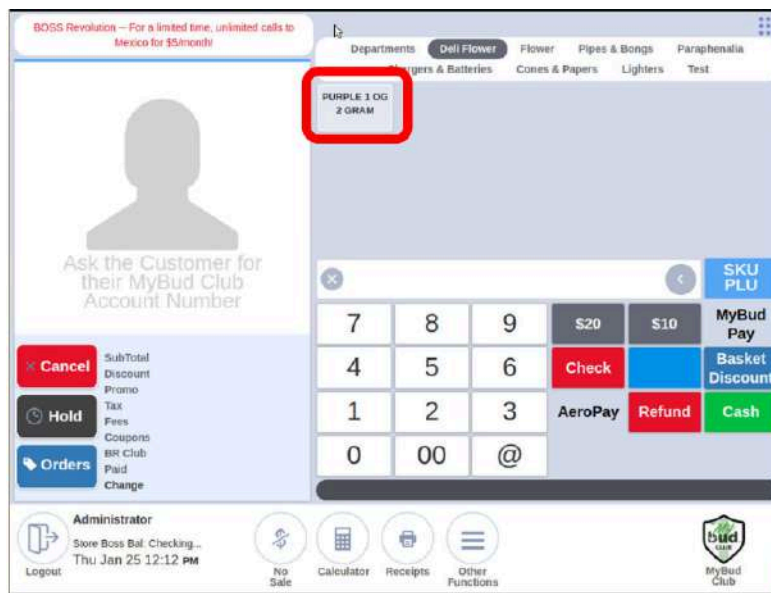 BOSS Revolution -- For a limited time, unlimited calls to
Mexico for $5/month!
Departments Deli Flower Flower Pipes & Bongs Paraphenalia
Chargers & Batteries Cones & Papers Lighters Test
PURPLE 1 OG
2 GRAM
Ask the Customer for
their MyBud Club
Account Number
SKU
PLU
7 8 9 $20 $10 MyBud
Pay
4 5 6 Check Basket
Discount
1 2 3 AeroPay Refund Cash
0 00 @
Cancel
Hold
Orders
SubTotal
Discount
Promo
Tax
Fees
Coupons
BR Club
Paid
Change
Administrator
Store Boss Bal: Checking...
Thu Jan 25 12:12 PM
Logout
No
Sale
Calculator
Receipts
Other
Functions
bud
CLUB
MyBud
Club